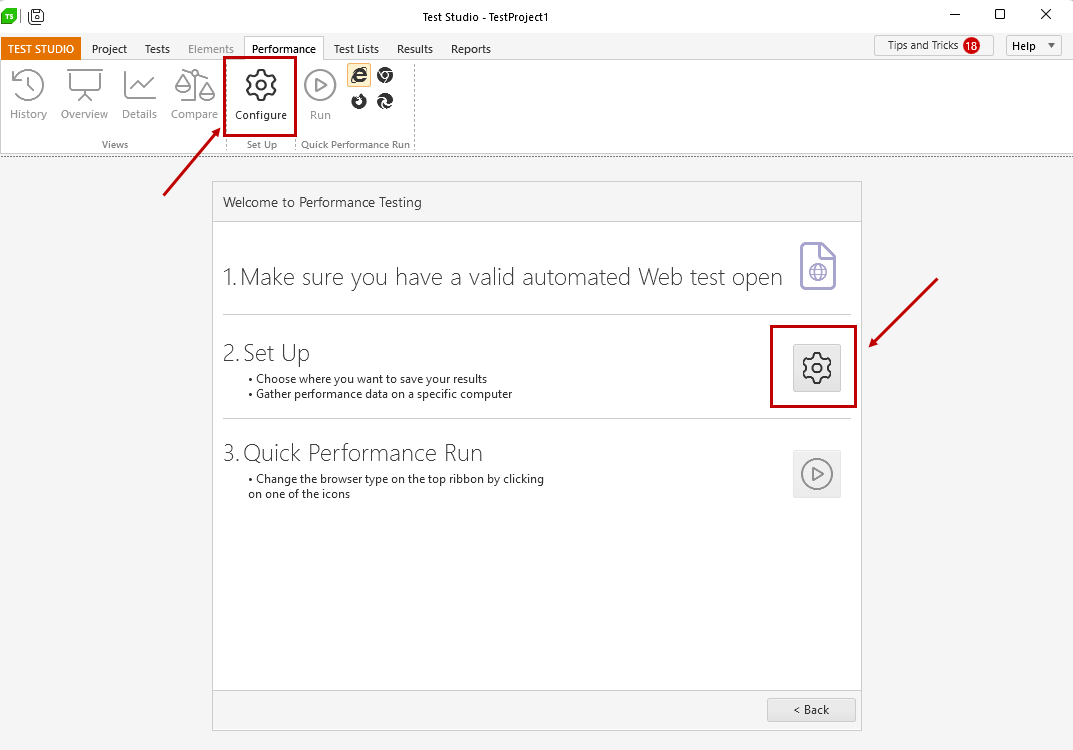 TS
Test Studio - TestProject1
TEST STUDIO
Project
Tests
Elements
Performance
Test Lists
Results
Reports
Tips and Tricks 18
Help
History
Overview
Details
Compare
Configure
Run
Views
Set Up
Quick Performance Run
Welcome to Performance Testing
1. Make sure you have a valid automated Web test open
2. Set Up
• Choose where you want to save your results
• Gather performance data on a specific computer
3. Quick Performance Run
• Change the browser type on the top ribbon by clicking
on one of the icons
< Back